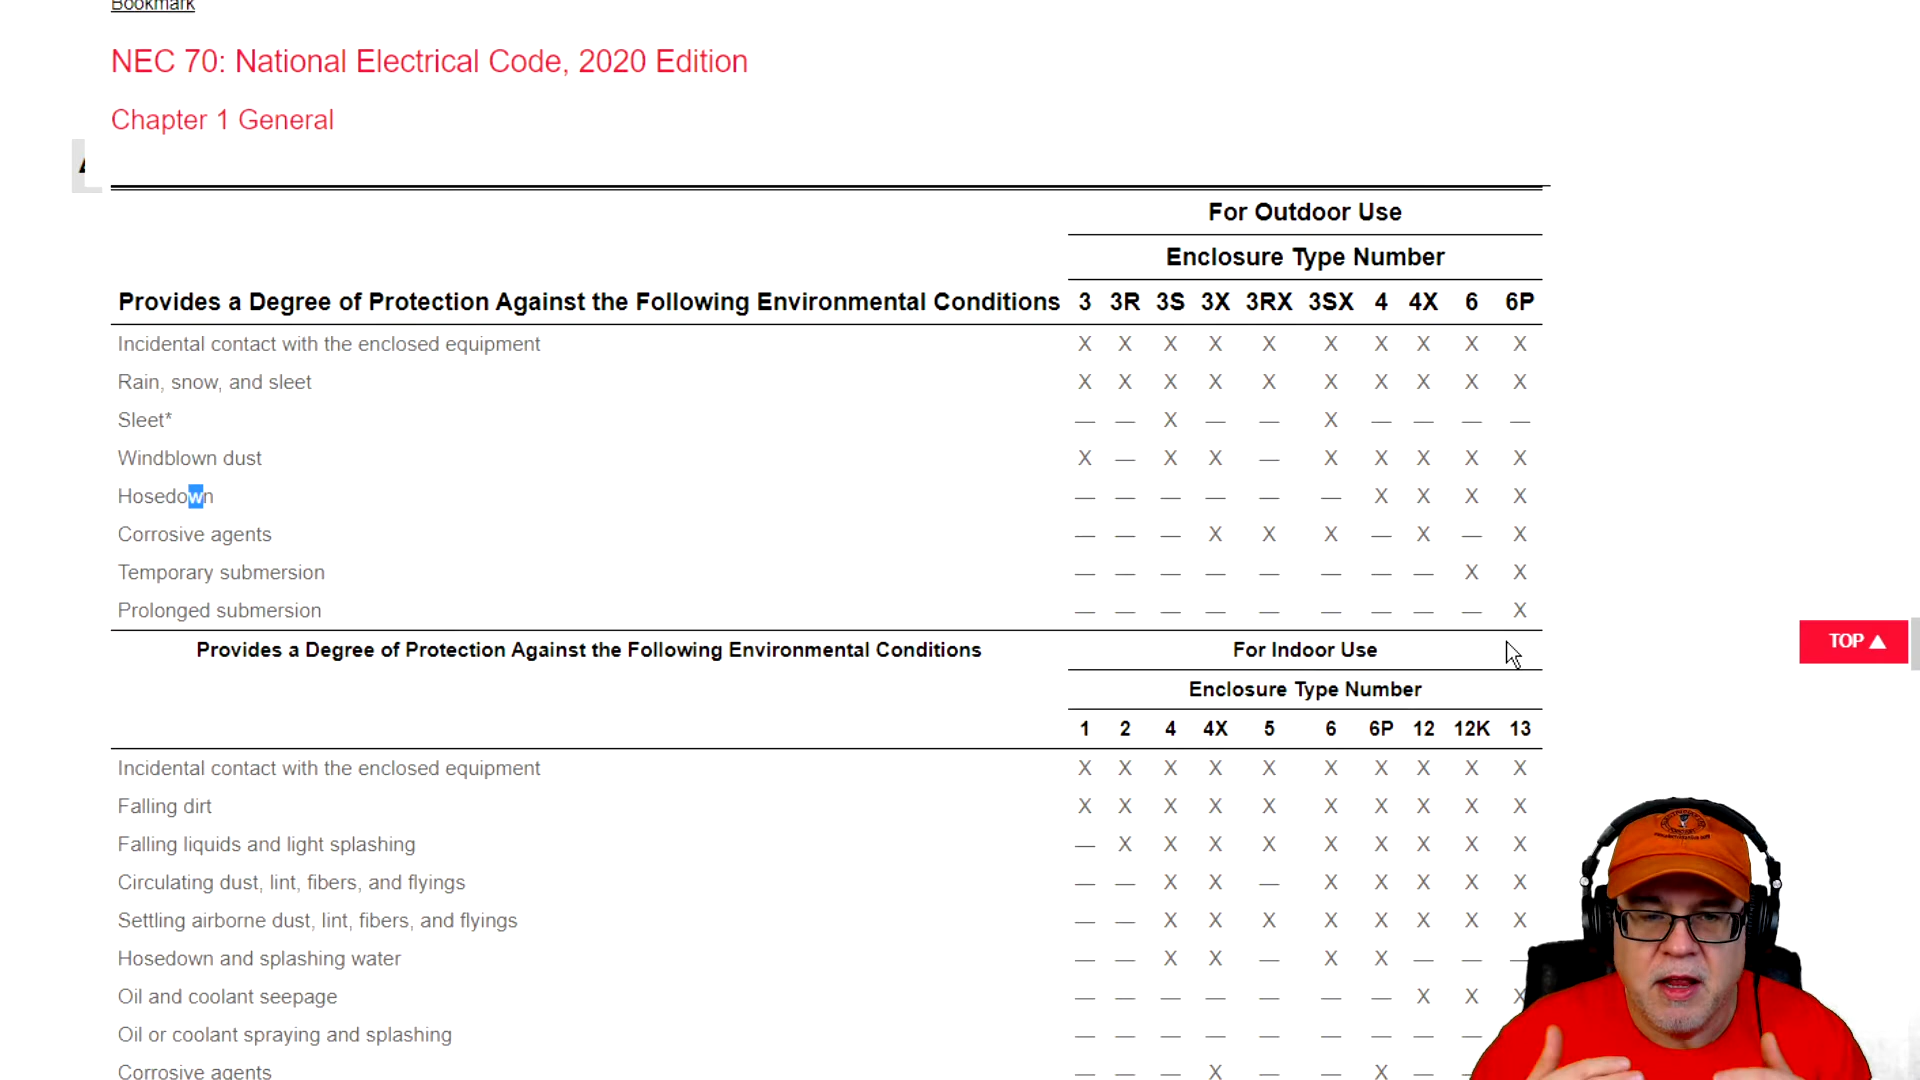 Bookmark
NEC 70: National Electrical Code, 2020 Edition
Chapter 1 General
For Outdoor Use
Enclosure Type Number
Provides a Degree of Protection Against the Following Environmental Conditions 3 3R 3S 3X 3RX 3SX 4 4X 6 6P
Incidental contact with the enclosed equipment X X X X X X X X X X
Rain, snow, and sleet X X X X X X X X X X
Sleet* — — X — — X — — — —
Windblown dust X — X X — X X X X X
Hosedown — — — — — — X X X X
Corrosive agents — — — X X X — X — X
Temporary submersion — — — — — — — — X X
Prolonged submersion — — — — — — — — — X
Provides a Degree of Protection Against the Following Environmental Conditions For Indoor Use
TOP ▲
Enclosure Type Number
1 2 4 4X 5 6 6P 12 12K 13
Incidental contact with the enclosed equipment X X X X X X X X X X
Falling dirt X X X X X X X X X X
Falling liquids and light splashing — X X X X X X X X X
Circulating dust, lint, fibers, and flyings — — X X — X X X X X
Settling airborne dust, lint, fibers, and flyings — — X X X X X X X X
Hosedown and splashing water — — X X — X X — — —
Oil and coolant seepage — — — — — — — X X X
Oil or coolant spraying and splashing — — — — — — — — —
Corrosive agents — — — X — — X — —